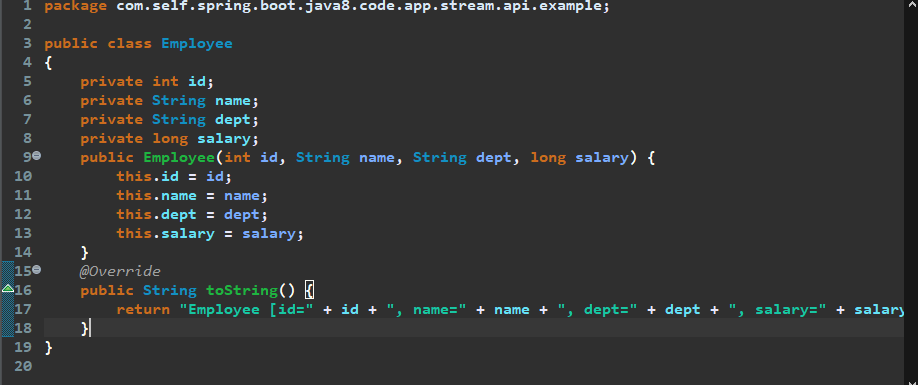 1 package com.self.spring.boot.java8.code.app.stream.api.example;
2
3 public class Employee
4 {
5     private int id;
6     private String name;
7     private String dept;
8     private long salary;
9     public Employee(int id, String name, String dept, long salary) {
10         this.id = id;
11         this.name = name;
12         this.dept = dept;
13         this.salary = salary;
14     }
15     @Override
16     public String toString() {
17         return "Employee [id=" + id + ", name=" + name + ", dept=" + dept + ", salary=" + salary
18     }
19 }
20